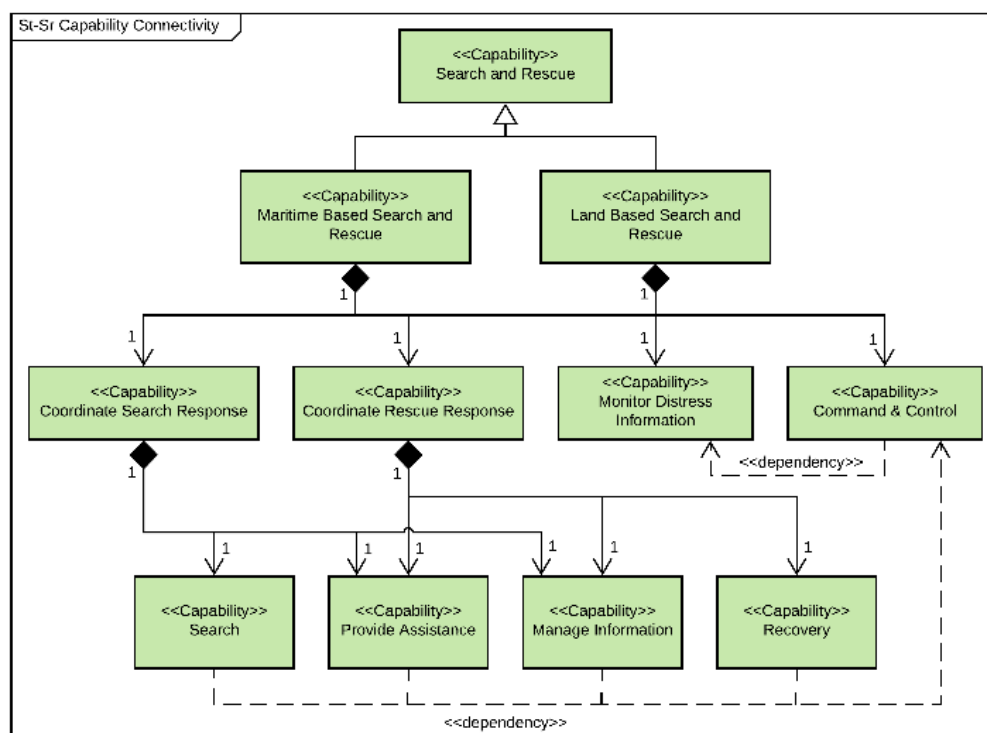 St-Sr Capability Connectivity
<<Capability>>
Search and Rescue
<<Capability>>
Maritime Based Search and
Rescue
<<Capability>>
Land Based Search and
Rescue
1
1
1
1
1
1
<<Capability>>
Coordinate Search Response
<<Capability>>
Coordinate Rescue Response
<<Capability>>
Monitor Distress
Information
<<Capability>>
Command & Control
<<dependency>>
1
1
1
1
1
1
1
1
<<Capability>>
Search
<<Capability>>
Provide Assistance
<<Capability>>
Manage Information
<<Capability>>
Recovery
<<dependency>>